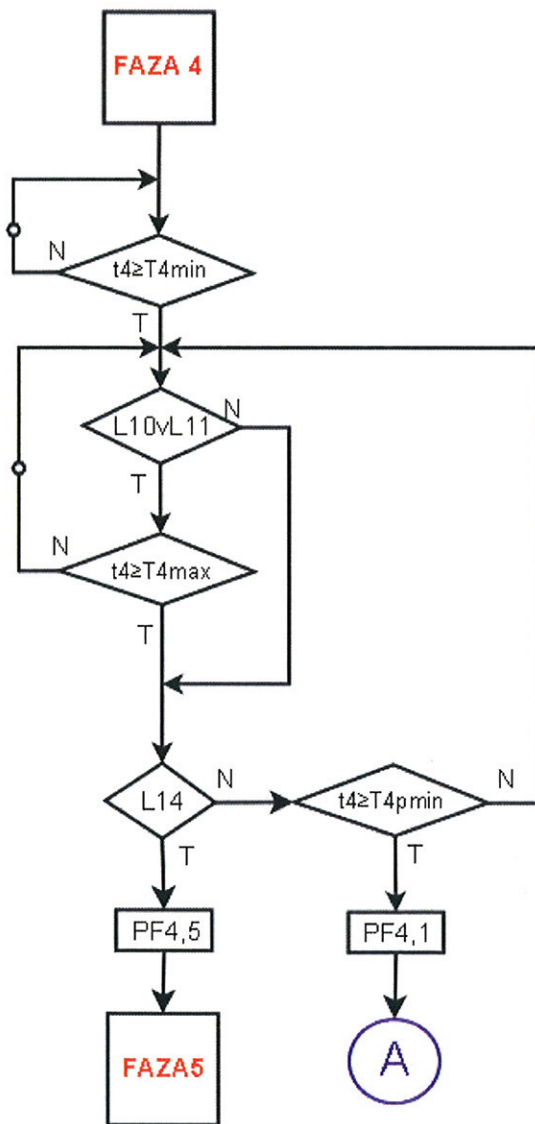 FAZA 4
N
t4≥T4min
T
L10vL11
N
T
N
t4≥T4max
T
L14
N
t4≥T4pmin
N
T
T
PF4,5
PF4,1
FAZA5
A